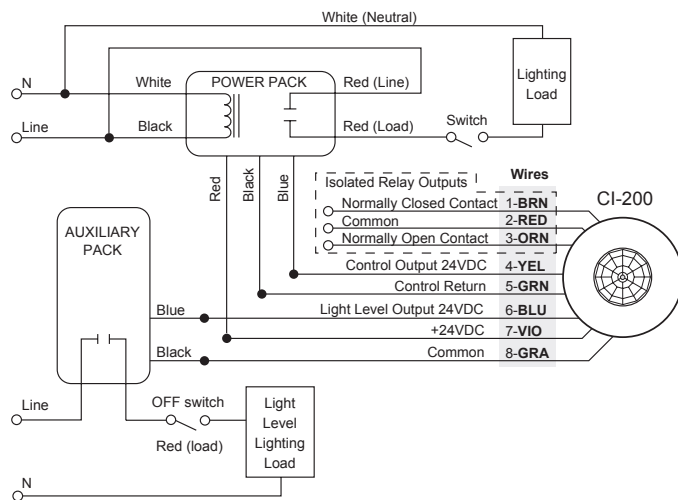 White (Neutral)
N
White
POWER PACK
Red (Line)
Lighting
Load
Line
Black
Red (Load)
Switch
Red
Black
Blue
Isolated Relay Outputs
Wires
CI-200
Normally Closed Contact 1-BRN
Common 2-RED
Normally Open Contact 3-ORN
Control Output 24VDC 4-YEL
Control Return 5-GRN
Light Level Output 24VDC 6-BLU
+24VDC 7-VIO
Common 8-GRA
AUXILIARY
PACK
Blue
Black
Line
OFF switch
Red (load)
Light
Level
Lighting
Load
N